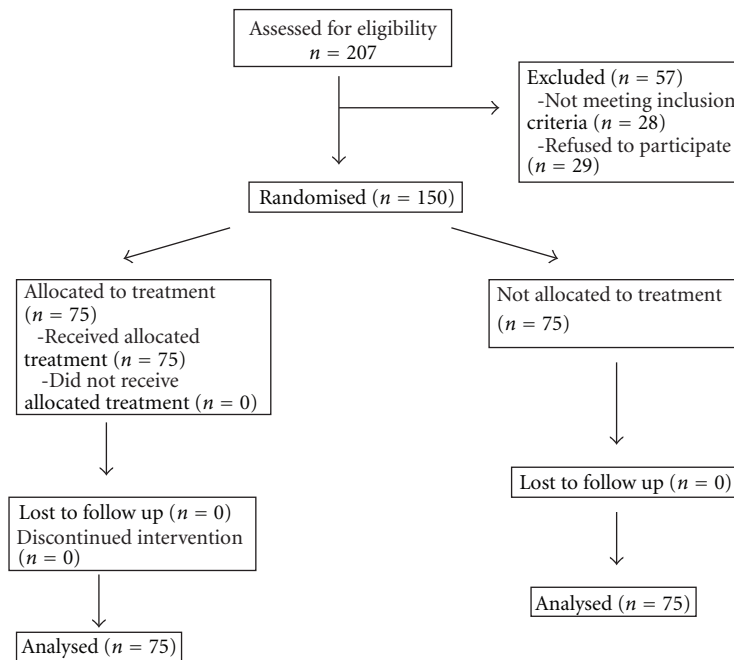 Assessed for eligibility
n = 207
Excluded (n = 57)
-Not meeting inclusion
criteria (n = 28)
-Refused to participate
(n = 29)
Randomised (n = 150)
Allocated to treatment
(n = 75)
-Received allocated
treatment (n = 75)
-Did not receive
allocated treatment (n = 0)
Not allocated to treatment
(n = 75)
Lost to follow up (n = 0)
Discontinued intervention
(n = 0)
Lost to follow up (n = 0)
Analysed (n = 75)
Analysed (n = 75)